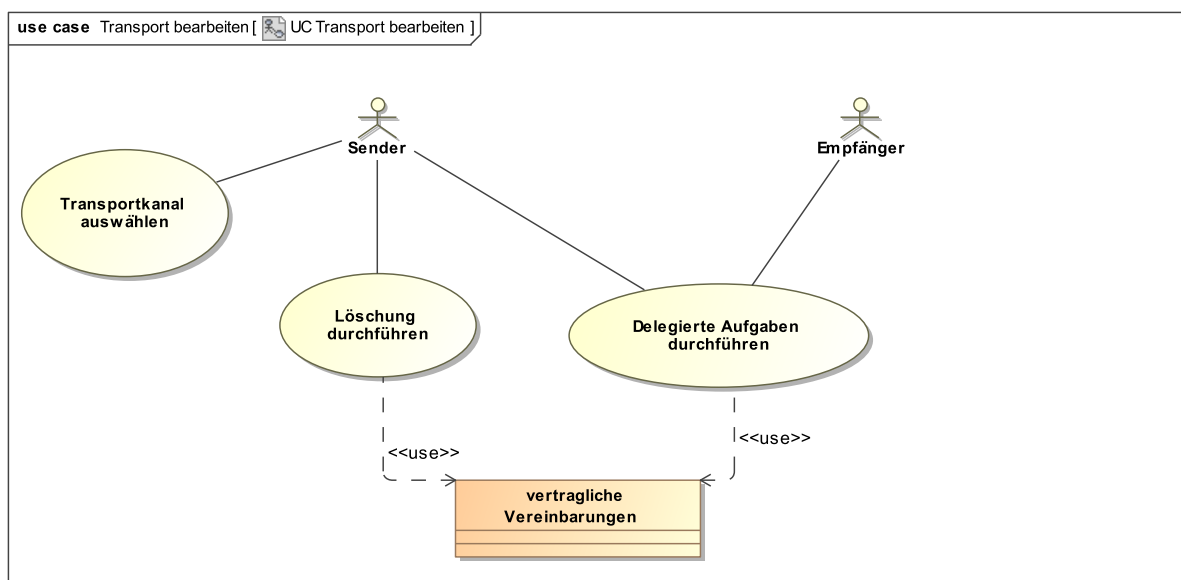 use case Transport bearbeiten [ UC Transport bearbeiten ]
Sender
Empfänger
Transportkanal
auswählen
Löschung
durchführen
Delegierte Aufgaben
durchführen
<<use>>
<<use>>
vertragliche
Vereinbarungen